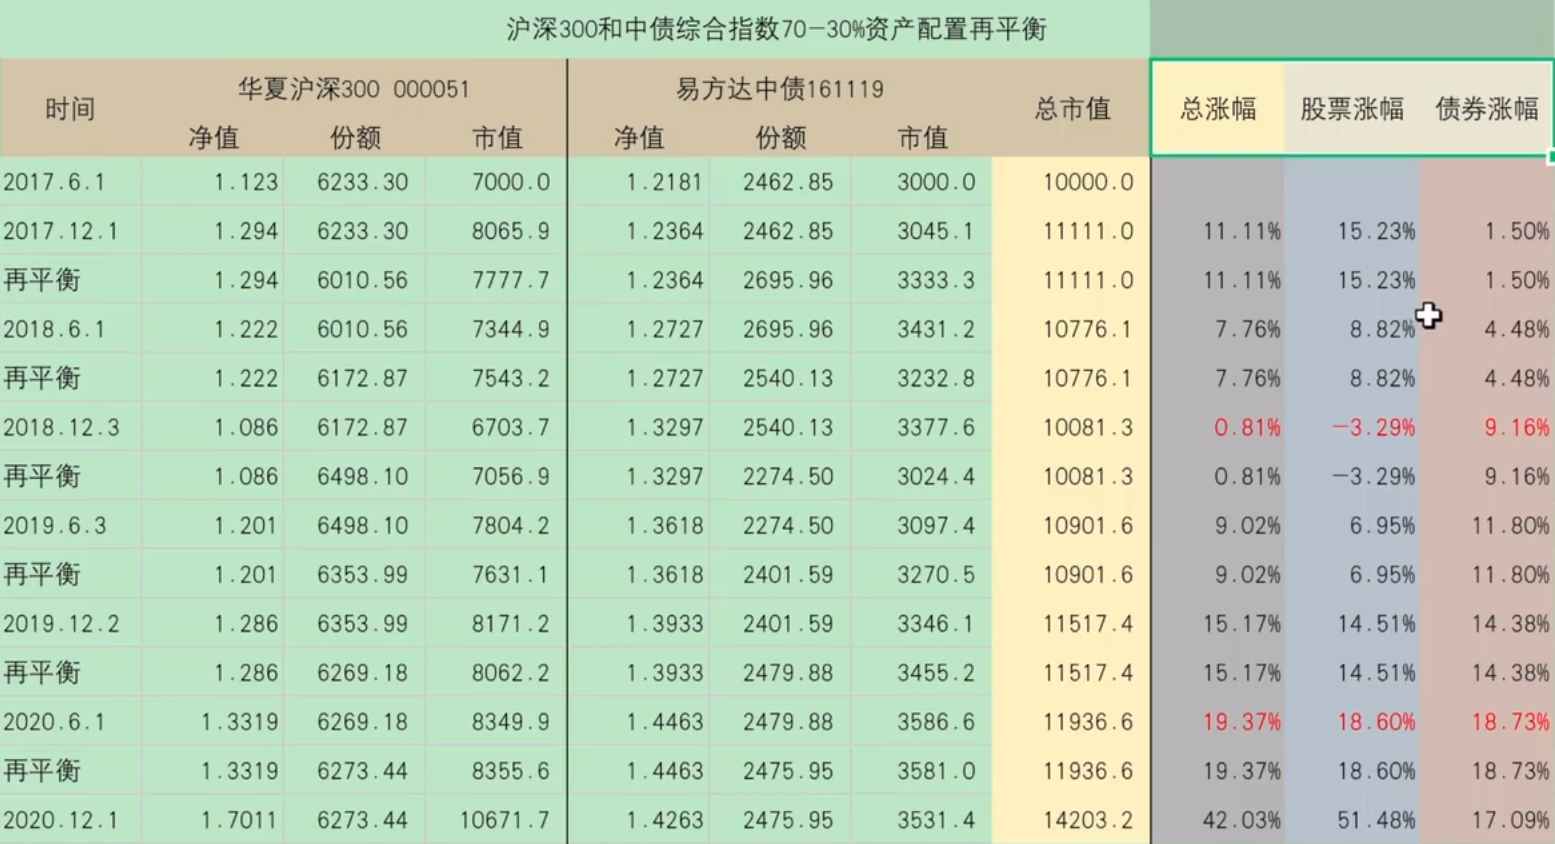 沪深300和中债综合指数70-30%资产配置再平衡
时间 华夏沪深300 000051 易方达中债161119 总市值 总涨幅 股票涨幅 债券涨幅
净值 份额 市值 净值 份额 市值
2017.6.1 1.123 6233.30 7000.0 1.2181 2462.85 3000.0 10000.0
2017.12.1 1.294 6233.30 8065.9 1.2364 2462.85 3045.1 11111.0 11.11% 15.23% 1.50%
再平衡 1.294 6010.56 7777.7 1.2364 2695.96 3333.3 11111.0 11.11% 15.23% 1.50%
2018.6.1 1.222 6010.56 7344.9 1.2727 2695.96 3431.2 10776.1 7.76% 8.82% 4.48%
再平衡 1.222 6172.87 7543.2 1.2727 2540.13 3232.8 10776.1 7.76% 8.82% 4.48%
2018.12.3 1.086 6172.87 6703.7 1.3297 2540.13 3377.6 10081.3 0.81% -3.29% 9.16%
再平衡 1.086 6498.10 7056.9 1.3297 2274.50 3024.4 10081.3 0.81% -3.29% 9.16%
2019.6.3 1.201 6498.10 7804.2 1.3618 2274.50 3097.4 10901.6 9.02% 6.95% 11.80%
再平衡 1.201 6353.99 7631.1 1.3618 2401.59 3270.5 10901.6 9.02% 6.95% 11.80%
2019.12.2 1.286 6353.99 8171.2 1.3933 2401.59 3346.1 11517.4 15.17% 14.51% 14.38%
再平衡 1.286 6269.18 8062.2 1.3933 2479.88 3455.2 11517.4 15.17% 14.51% 14.38%
2020.6.1 1.3319 6269.18 8349.9 1.4463 2479.88 3586.6 11936.6 19.37% 18.60% 18.73%
再平衡 1.3319 6273.44 8355.6 1.4463 2475.95 3581.0 11936.6 19.37% 18.60% 18.73%
2020.12.1 1.7011 6273.44 10671.7 1.4263 2475.95 3531.4 14203.2 42.03% 51.48% 17.09%